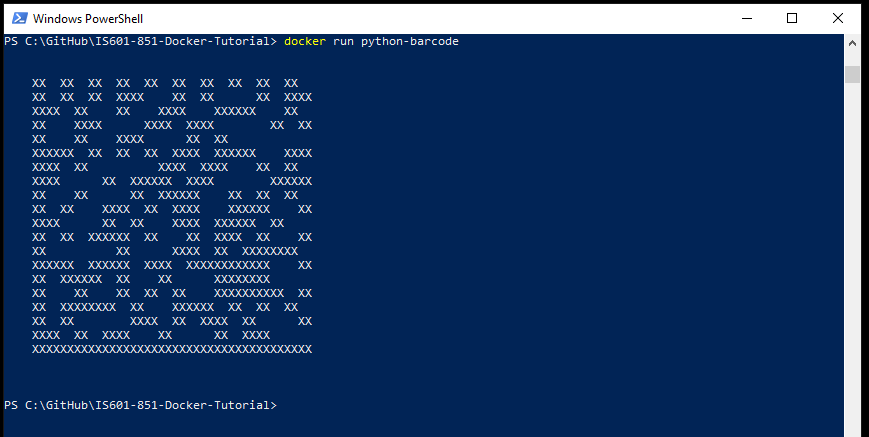 Windows PowerShell
PS C:\GitHub\IS601-851-Docker-Tutorial> docker run python-barcode
XX  XX  XX  XX  XX  XX  XX  XX  XX  XX
XX  XX  XX  XXXX    XX  XX      XX  XXXX
XXXX  XX    XX    XXXX    XXXXXX    XX
XX    XXXX      XXXX  XXXX        XX  XX
XX    XX    XXXX      XX  XX
XXXXXX  XX  XX  XX  XXXX  XXXXXX    XXXX
XXXX  XX          XXXX  XXXX    XX  XX
XXXX      XX  XXXXXX  XXXX        XXXXXX
XX    XX      XX  XXXXXX    XX  XX  XX
XX  XX    XXXX  XX  XXXX    XXXXXX    XX
XXXX      XX  XX    XXXX  XXXXXX  XX
XX  XX  XXXXXX  XX    XX  XXXX  XX    XX
XX          XX      XXXX  XX  XXXXXXXX
XXXXXX  XXXXXX  XXXX  XXXXXXXXXXXX    XX
XX  XXXXXX  XX    XX      XXXXXXXX
XX    XX    XX  XX  XX    XXXXXXXXXX  XX
XX  XXXXXXXX  XX    XXXXXX  XX  XX  XX
XX  XX        XXXX  XX  XXXX  XX      XX
XXXX  XX  XXXX    XX      XX  XXXX
XXXXXXXXXXXXXXXXXXXXXXXXXXXXXXXXXXXXXXXX
PS C:\GitHub\IS601-851-Docker-Tutorial>